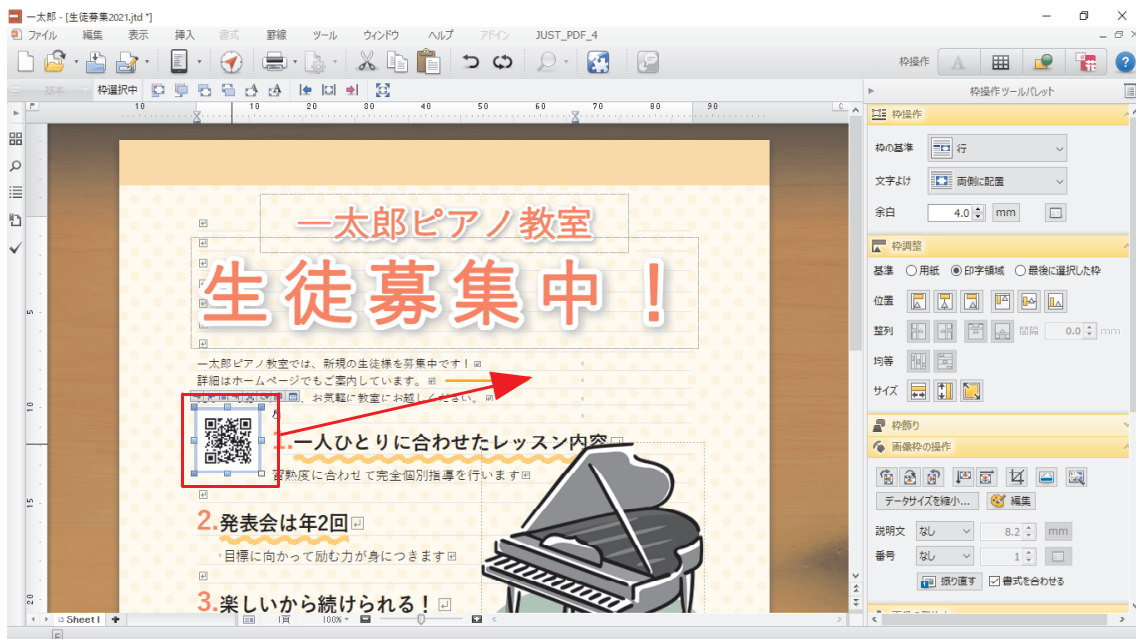 一太郎 - [生徒募集2021.jtd *]
ファイル 編集 表示 挿入 書式 罫線 ツール ウィンドウ ヘルプ アドイン JUST_PDF_4
枠操作
基本 枠選択中
枠操作 ツールパレット
10 10 20 30 40 50 60 70 80 90
枠操作
枠の基準 行
文字よけ 両側に配置
余白 4.0 mm
枠調整
基準 用紙 印字領域 最後に選択した枠
位置
整列 間隔 0.0 mm
均等
サイズ
枠飾り
画像枠の操作
データサイズを縮小... 編集
説明文 なし 8.2 mm
番号 なし 1
振り直す 書式を合わせる
一太郎ピアノ教室
生徒募集中!
一太郎ピアノ教室では、新規の生徒様を募集中です!
詳細はホームページでもご案内しています。
、お気軽に教室にお越しください。
1.一人ひとりに合わせたレッスン内容
習熟度に合わせて完全個別指導を行います
2.発表会は年2回
目標に向かって励む力が身につきます
3.楽しいから続けられる!
5
10
15
20
Sheet1
100%